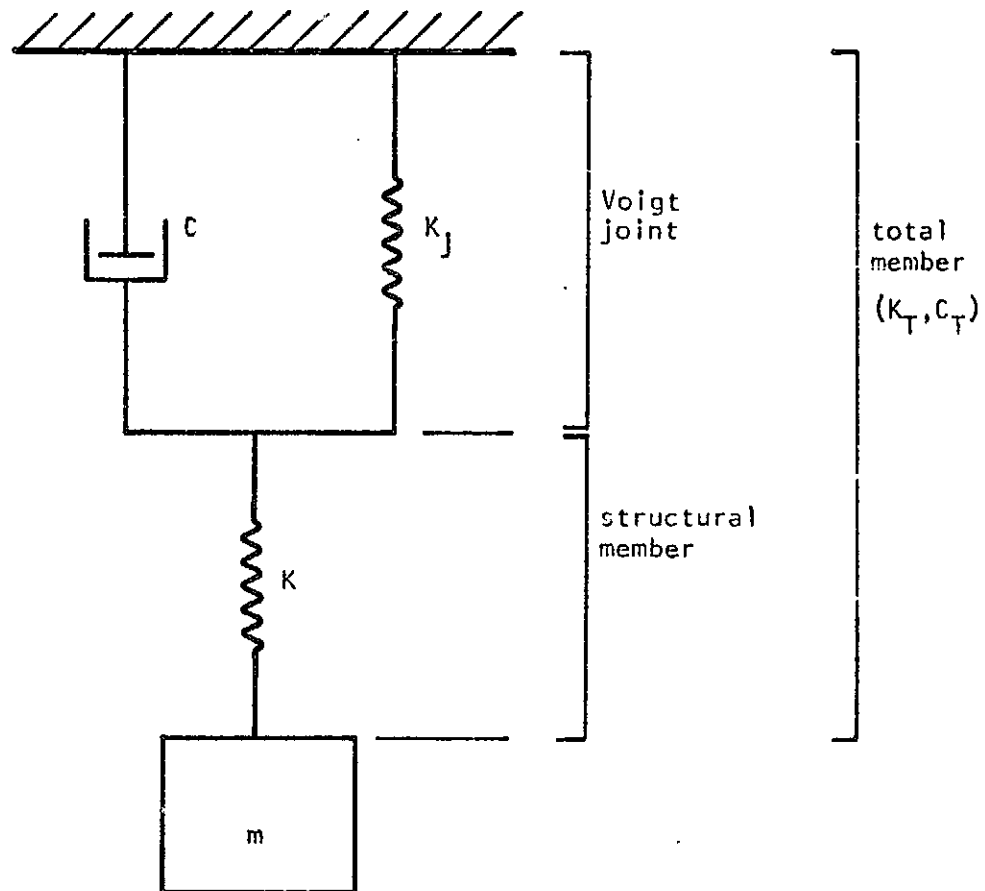 C
K_j
Voigt
joint
total
member
(K_T,C_T)
structural
member
K
m